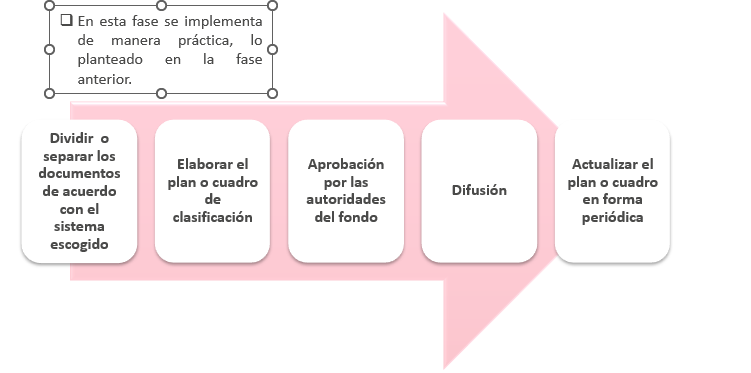 ❑ En esta fase se implementa
de manera práctica, lo
planteado en la fase
anterior.
Dividir o
separar los
documentos
de acuerdo
con el
sistema
escogido
Elaborar el
plan o cuadro
de
clasificación
Aprobación
por las
autoridades
del fondo
Difusión
Actualizar el
plan o cuadro
en forma
periódica